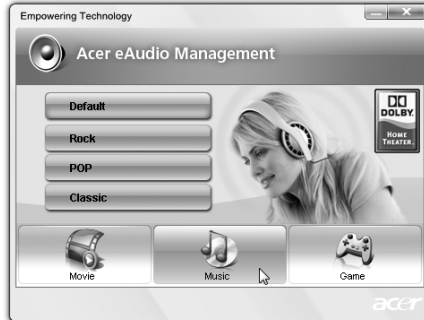 Empowering Technology
Acer eAudio Management
Default
Rock
POP
Classic
DOLBY.
HOME
THEATER.
Movie
Music
Game
acer